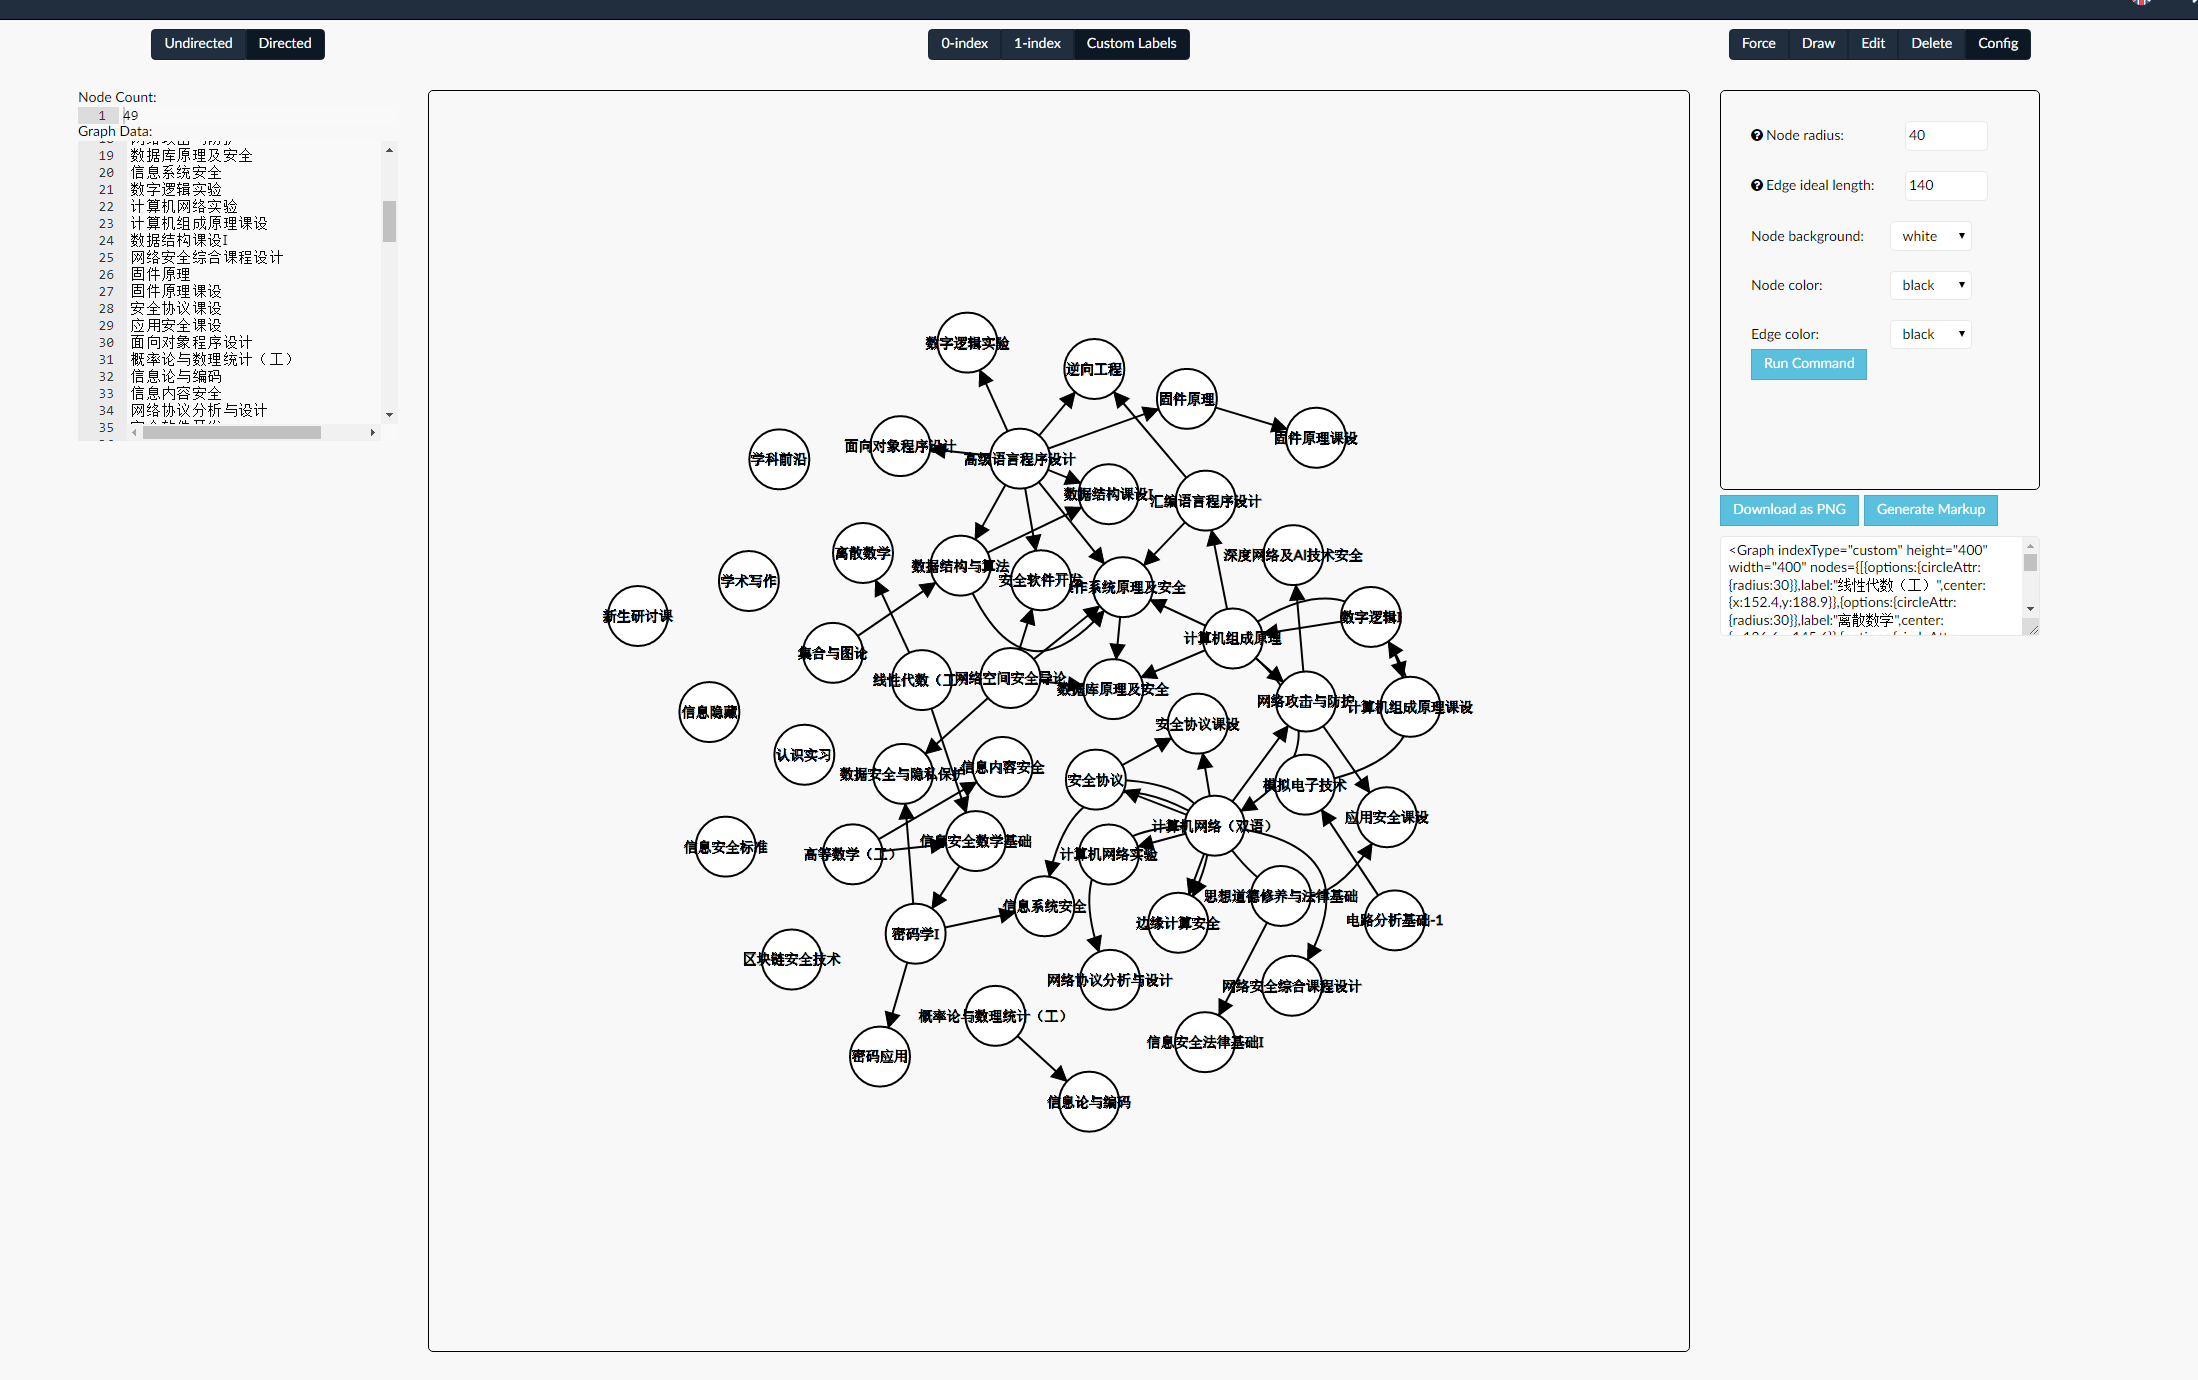 Undirected Directed
0-index 1-index Custom Labels
Force Draw Edit Delete Config
Node Count:
1 49
Graph Data:
19 数据库原理及安全
20 信息系统安全
21 数字逻辑实验
22 计算机网络实验
23 计算机组成原理课设
24 数据结构课设I
25 网络安全综合课程设计
26 固件原理
27 固件原理课设
28 安全协议课设
29 应用安全课设
30 面向对象程序设计
31 概率论与数理统计（工）
32 信息论与编码
33 信息内容安全
34 网络协议分析与设计
35
数字逻辑实验
逆向工程
固件原理
固件原理课设
面向对象程序设计
学科前沿
高级语言程序设计
数据结构课设I
汇编语言程序设计
离散数学
深度网络及AI技术安全
数据结构与算法
学术写作
安全软件开发
作系统原理及安全
新生研讨课
数字逻辑I
计算机组成原理
集合与图论
线性代数（工）
网络空间安全导论
数据库原理及安全
网络攻击与防护
计算机组成原理课设
信息隐藏
安全协议课设
认识实习
信息内容安全
数据安全与隐私保护
安全协议
模拟电子技术
应用安全课设
计算机网络（双语）
信息安全标准
高等数学（工）
信息安全数学基础
计算机网络实验
思想道德修养与法律基础
信息系统安全
边缘计算安全
电路分析基础-1
密码学I
区块链安全技术
网络协议分析与设计
网络安全综合课程设计
概率论与数理统计（工）
信息安全法律基础I
密码应用
信息论与编码
Node radius: 40
Edge ideal length: 140
Node background: white
Node color: black
Edge color: black
Run Command
Download as PNG Generate Markup
<Graph indexType="custom" height="400"
width="400" nodes={[[{options:{circleAttr:
{radius:30}},label:"线性代数（工）",center:
{x:152.4,y:188.9}},{options:{circleAttr:
{radius:30}},label:"离散数学",center: